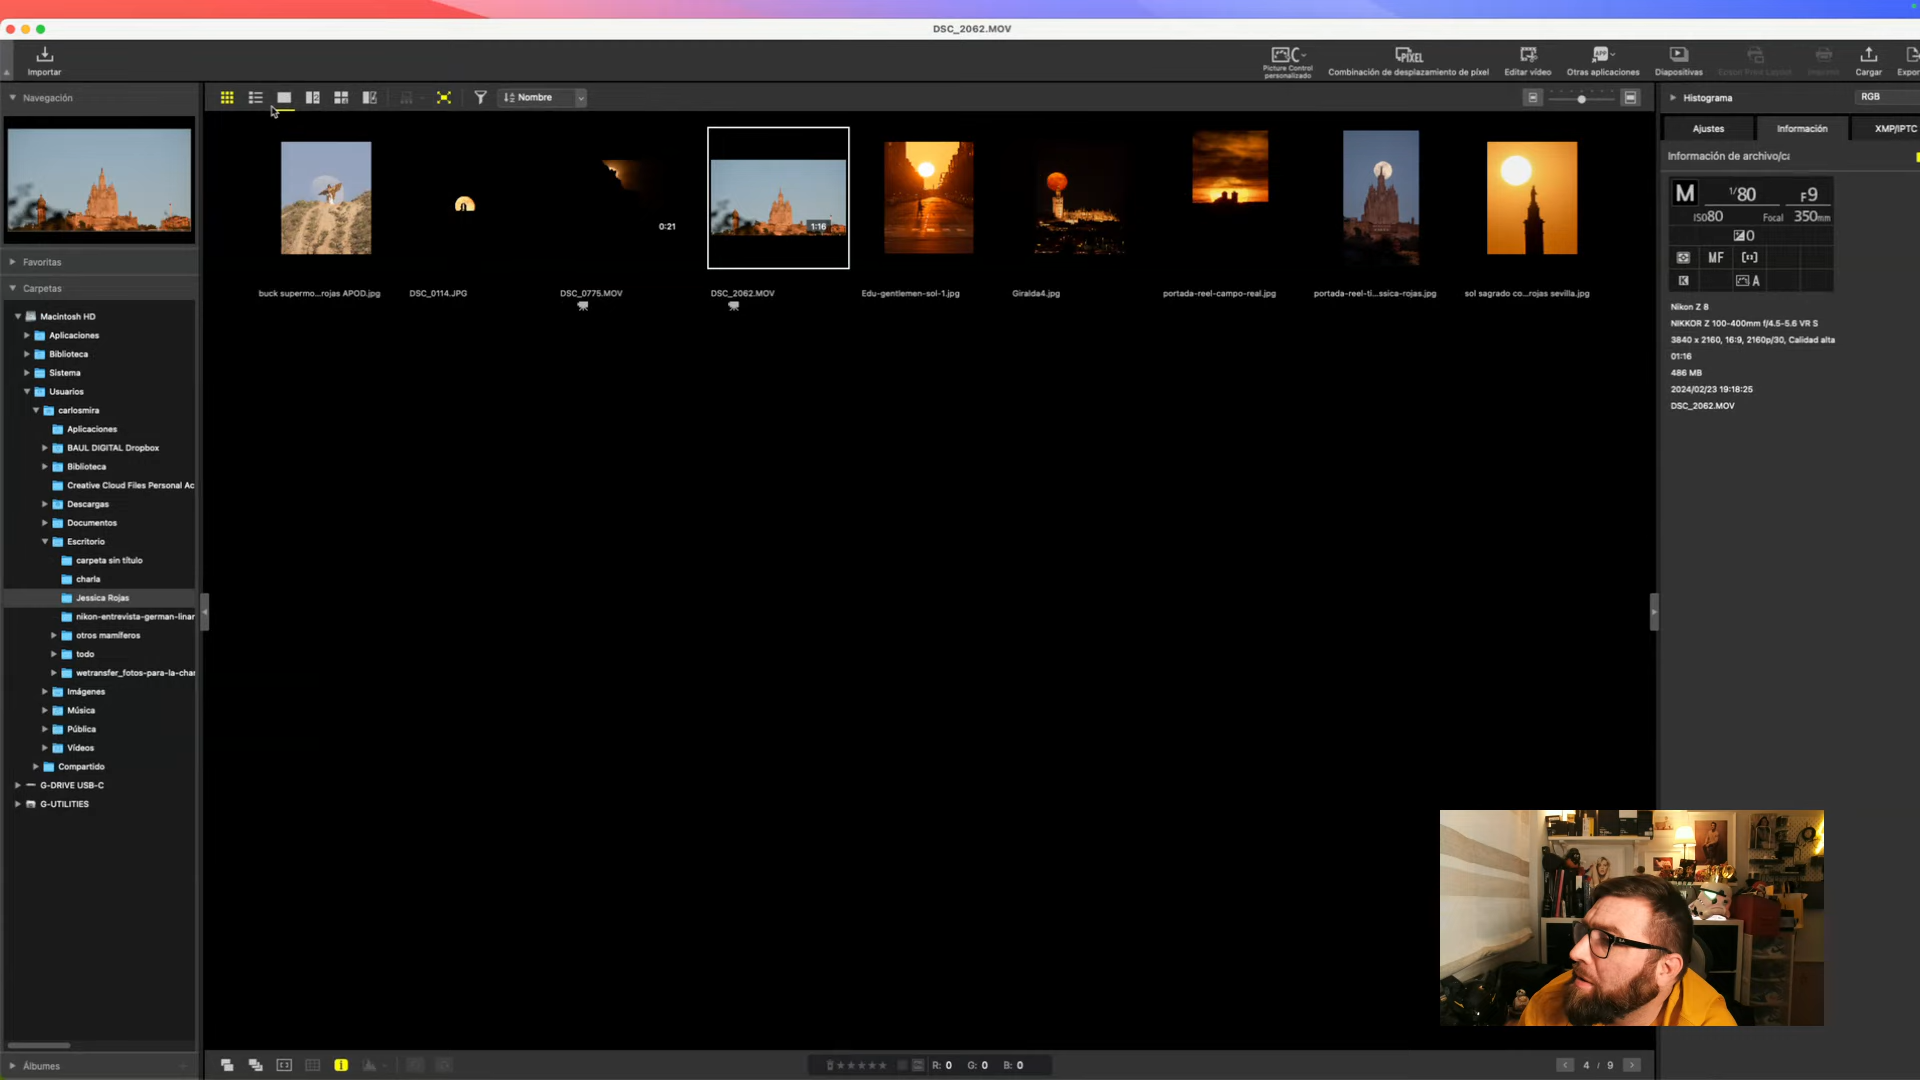 DSC_2062.MOV
Importar
Picture Control
personalizado
Combinación de desplazamiento de píxel
Editar vídeo
Otras aplicaciones
Diapositivas
Cargar
Expor
Navegación
Nombre
Histograma
RGB
Ajustes
Información
XMP/IPTC
Información de archivo/cá
M
1/80
F9
ISO80
Focal
350mm
0
MF
A
Nikon Z 8
NIKKOR Z 100-400mm f/4.5-5.6 VR S
3840 x 2160, 16:9, 2160p/30, Calidad alta
01:16
486 MB
2024/02/23 19:18:25
DSC_2062.MOV
0:21
1:16
buck supermo...rojas APOD.jpg
DSC_0114.JPG
DSC_0775.MOV
DSC_2062.MOV
Edu-gentlemen-sol-1.jpg
Giralda4.jpg
portada-reel-campo-real.jpg
portada-reel-ti...ssica-rojas.jpg
sol sagrado co...rojas sevilla.jpg
Favoritas
Carpetas
Macintosh HD
Aplicaciones
Biblioteca
Sistema
Usuarios
carlosmira
Aplicaciones
BAUL DIGITAL Dropbox
Biblioteca
Creative Cloud Files Personal Ac
Descargas
Documentos
Escritorio
carpeta sin título
charla
Jessica Rojas
nikon-entrevista-german-linar
otros mamíferos
todo
wetransfer_fotos-para-la-char
Imágenes
Música
Pública
Vídeos
Compartido
G-DRIVE USB-C
G-UTILITIES
Álbumes
R: 0 G: 0 B: 0
4 / 9